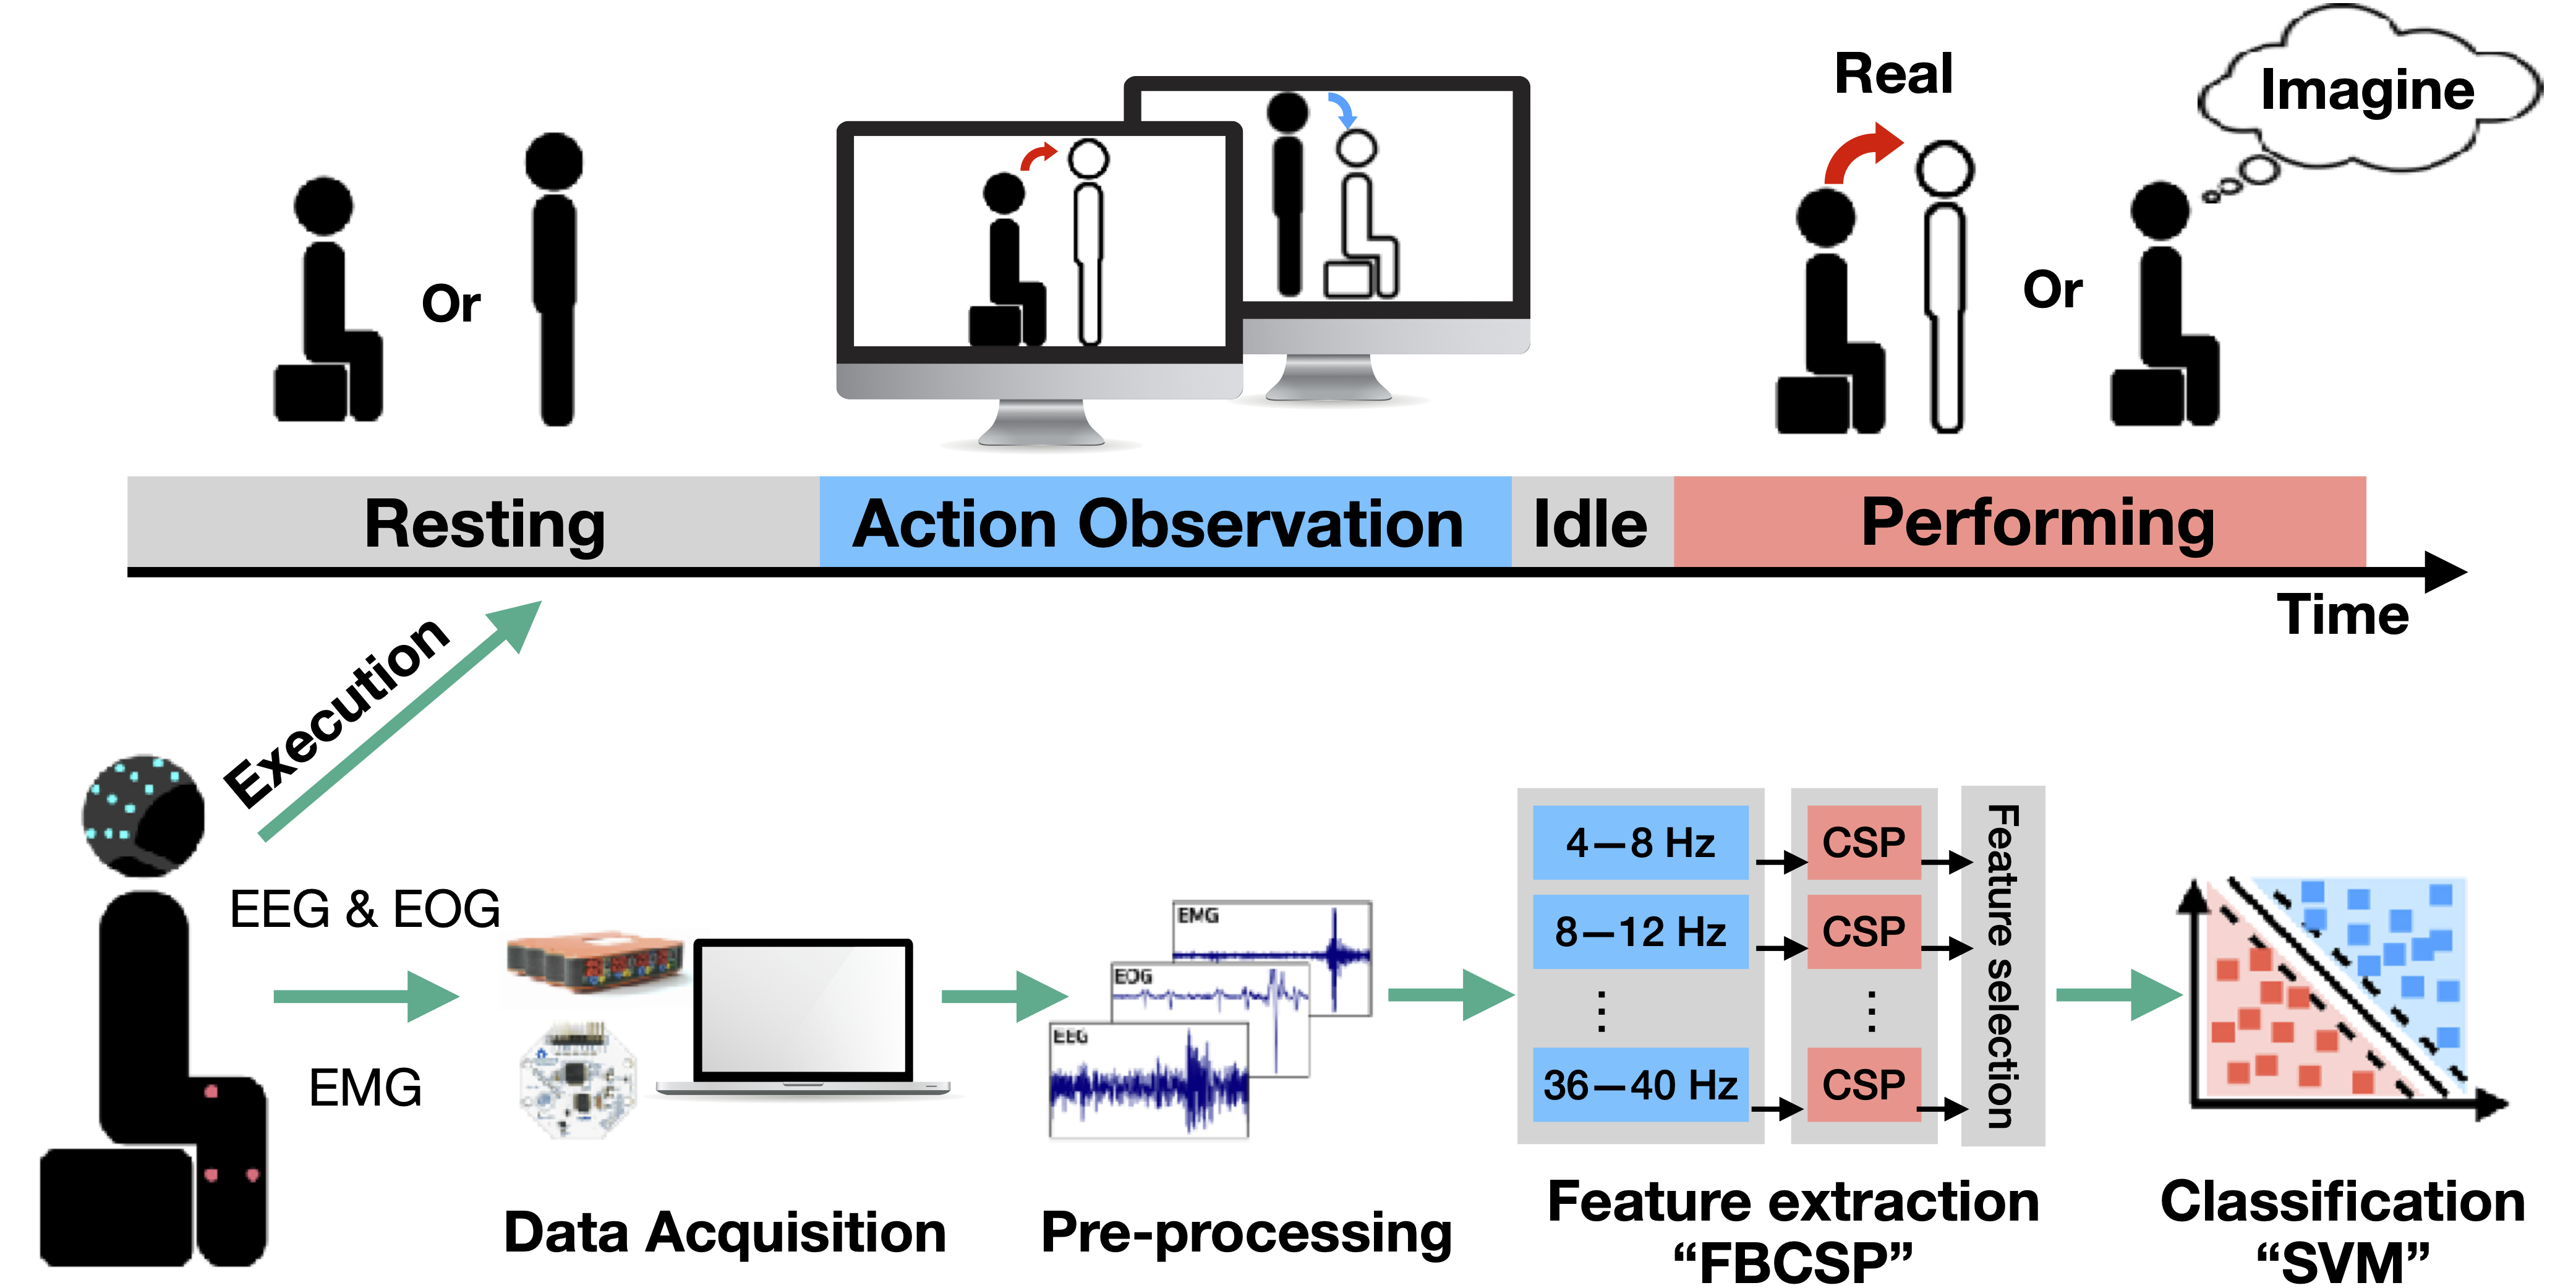 Real
Imagine
Or
Or
Resting
Action Observation
Idle
Performing
Time
Execution
EEG & EOG
EMG
EMG
EOG
EEG
4—8 Hz
CSP
8—12 Hz
CSP
⋮
⋮
36—40 Hz
CSP
Feature selection
Data Acquisition
Pre-processing
Feature extraction
“FBCSP”
Classification
“SVM”